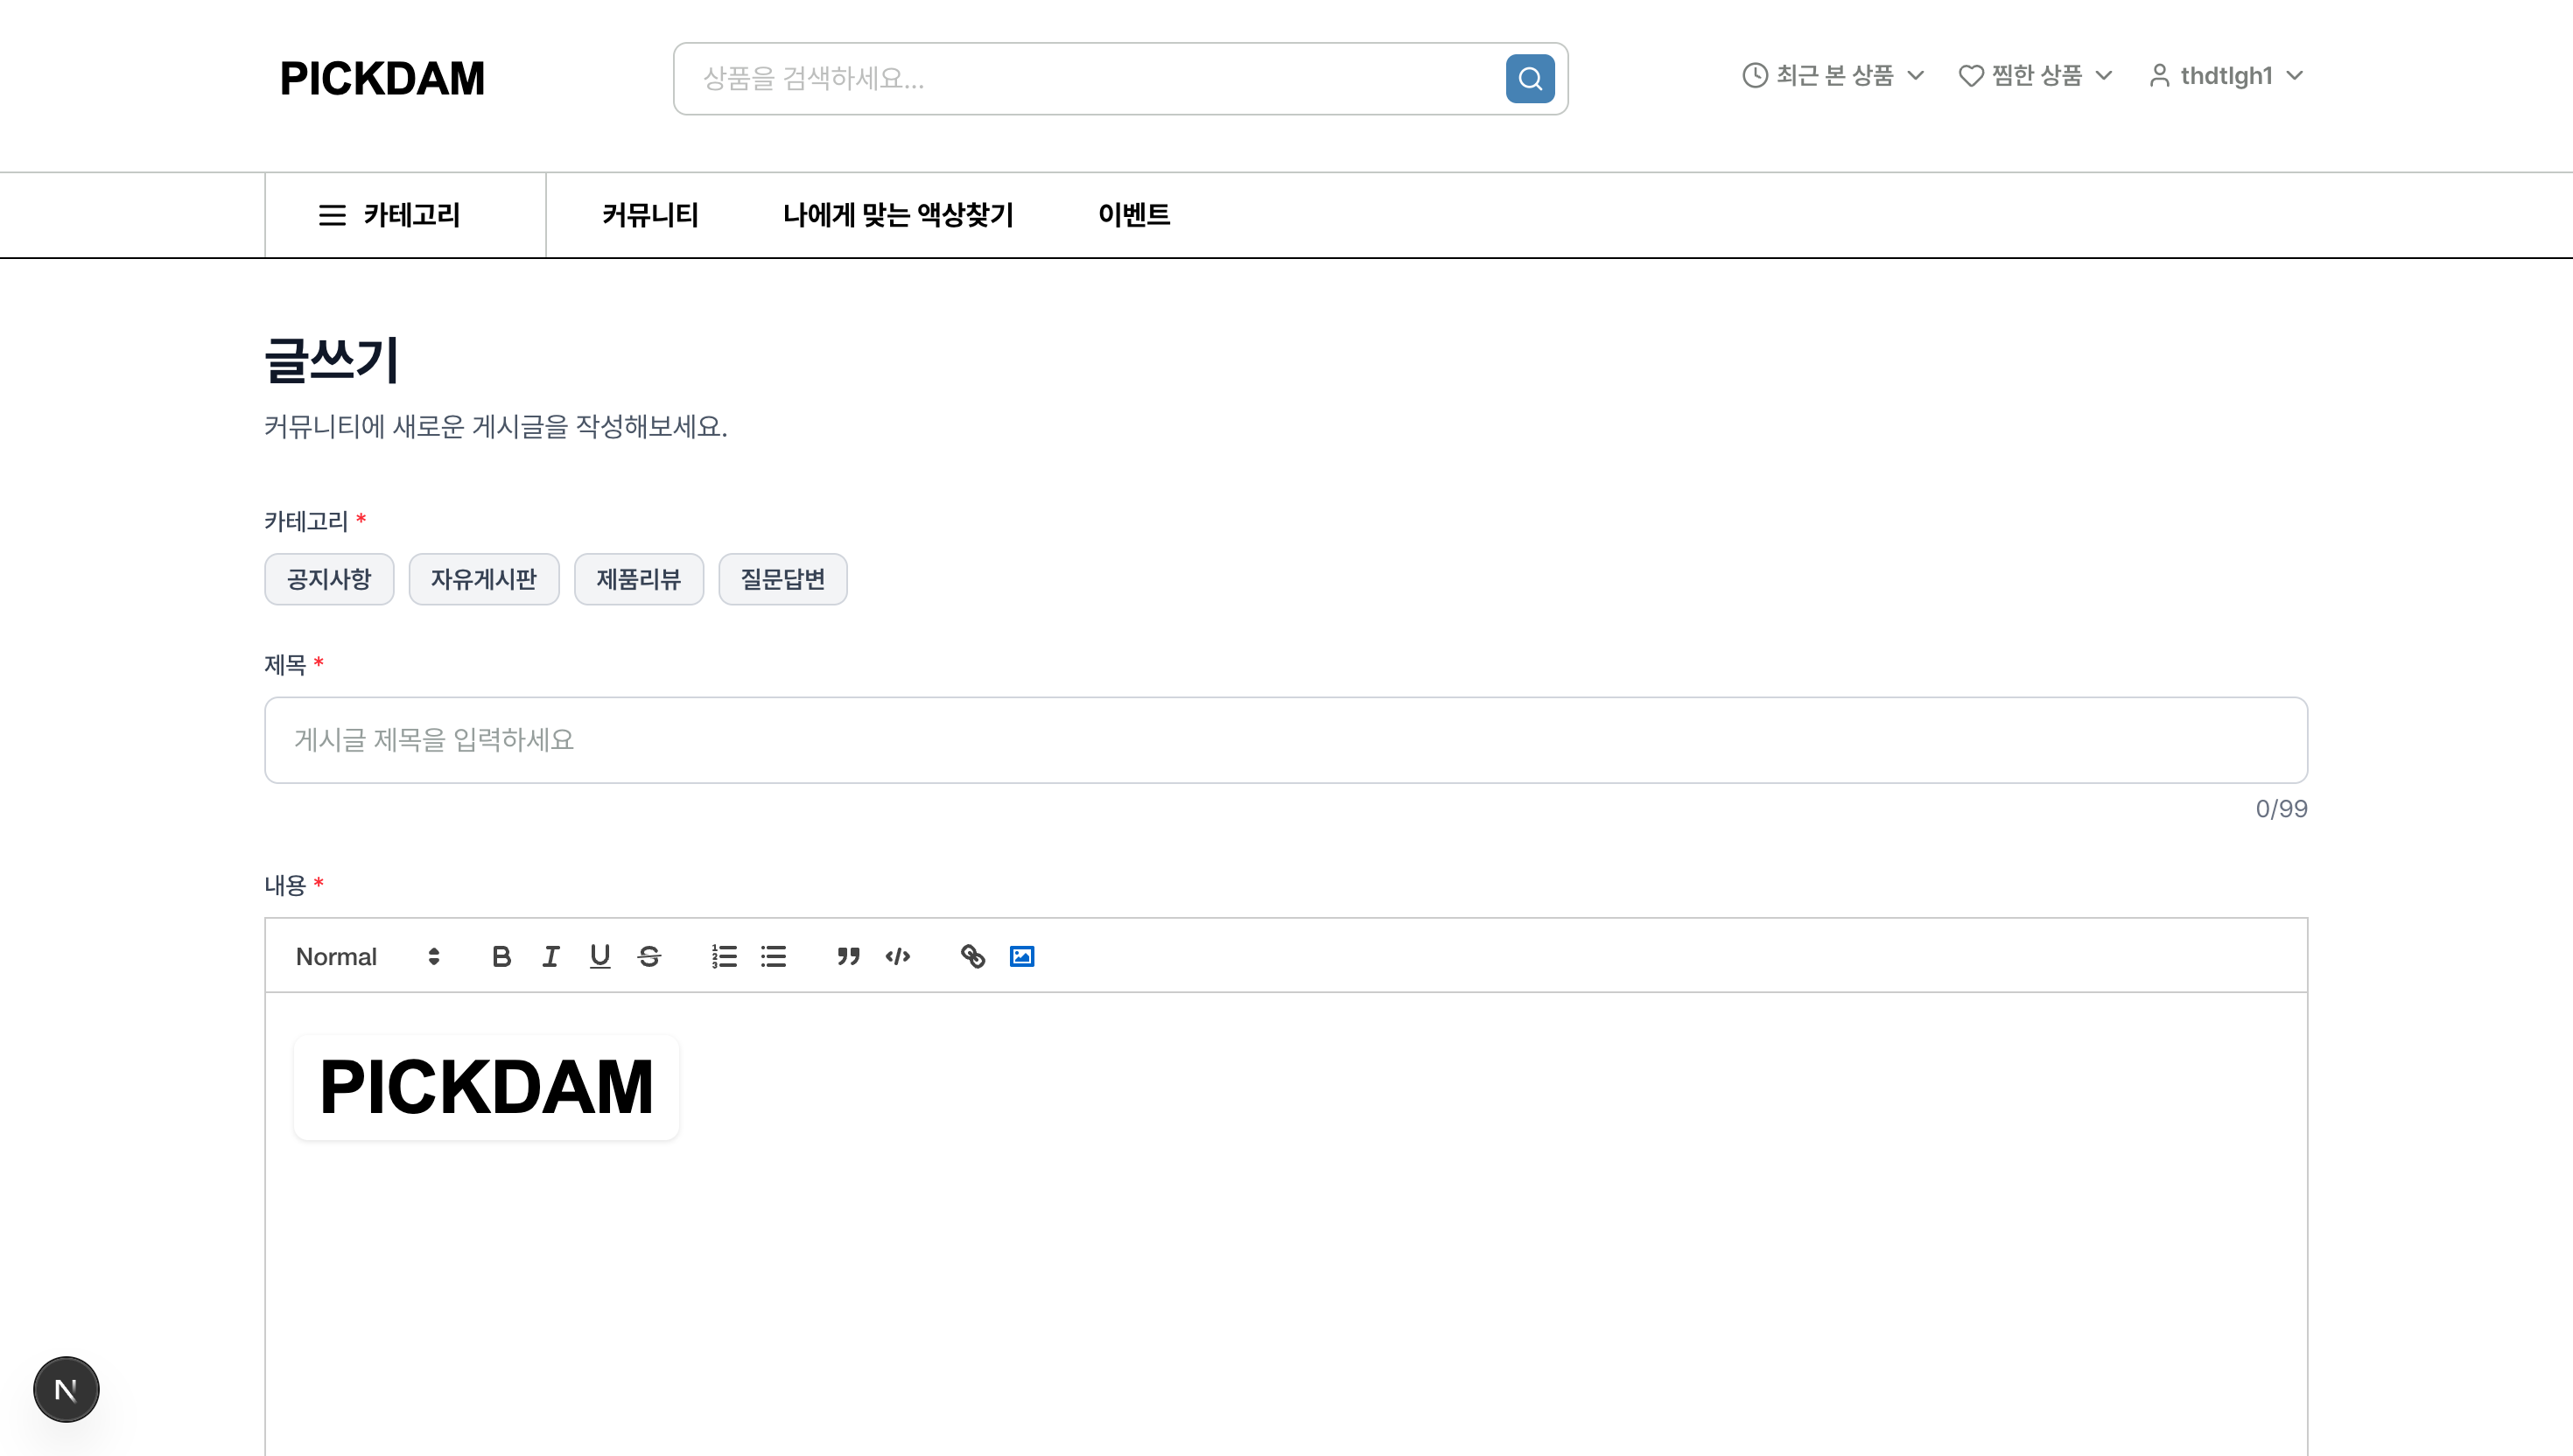 PICKDAM
상품을 검색하세요...
최근 본 상품
찜한 상품
thdtlgh1
카테고리
커뮤니티
나에게 맞는 액상찾기
이벤트
글쓰기
커뮤니티에 새로운 게시글을 작성해보세요.
카테고리 *
공지사항
자유게시판
제품리뷰
질문답변
제목 *
게시글 제목을 입력하세요
0/99
내용 *
Normal
PICKDAM
N